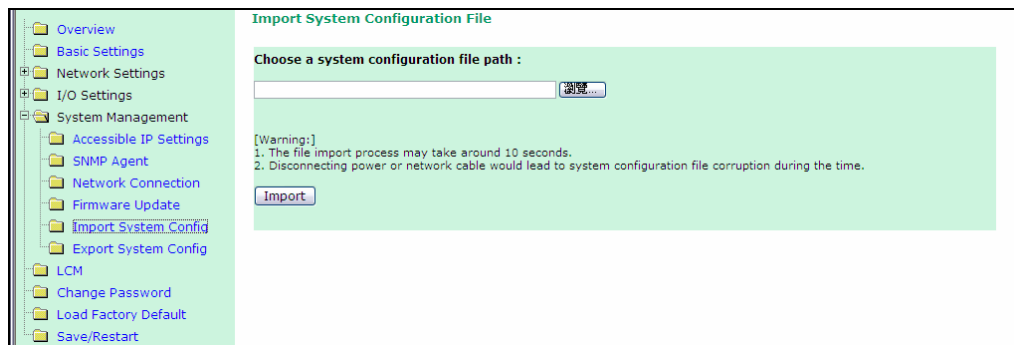 Overview
Basic Settings
Network Settings
I/O Settings
System Management
Accessible IP Settings
SNMP Agent
Network Connection
Firmware Update
Import System Config
Export System Config
LCM
Change Password
Load Factory Default
Save/Restart
Import System Configuration File
Choose a system configuration file path :
瀏覽...
[Warning:]
1. The file import process may take around 10 seconds.
2. Disconnecting power or network cable would lead to system configuration file corruption during the time.
Import